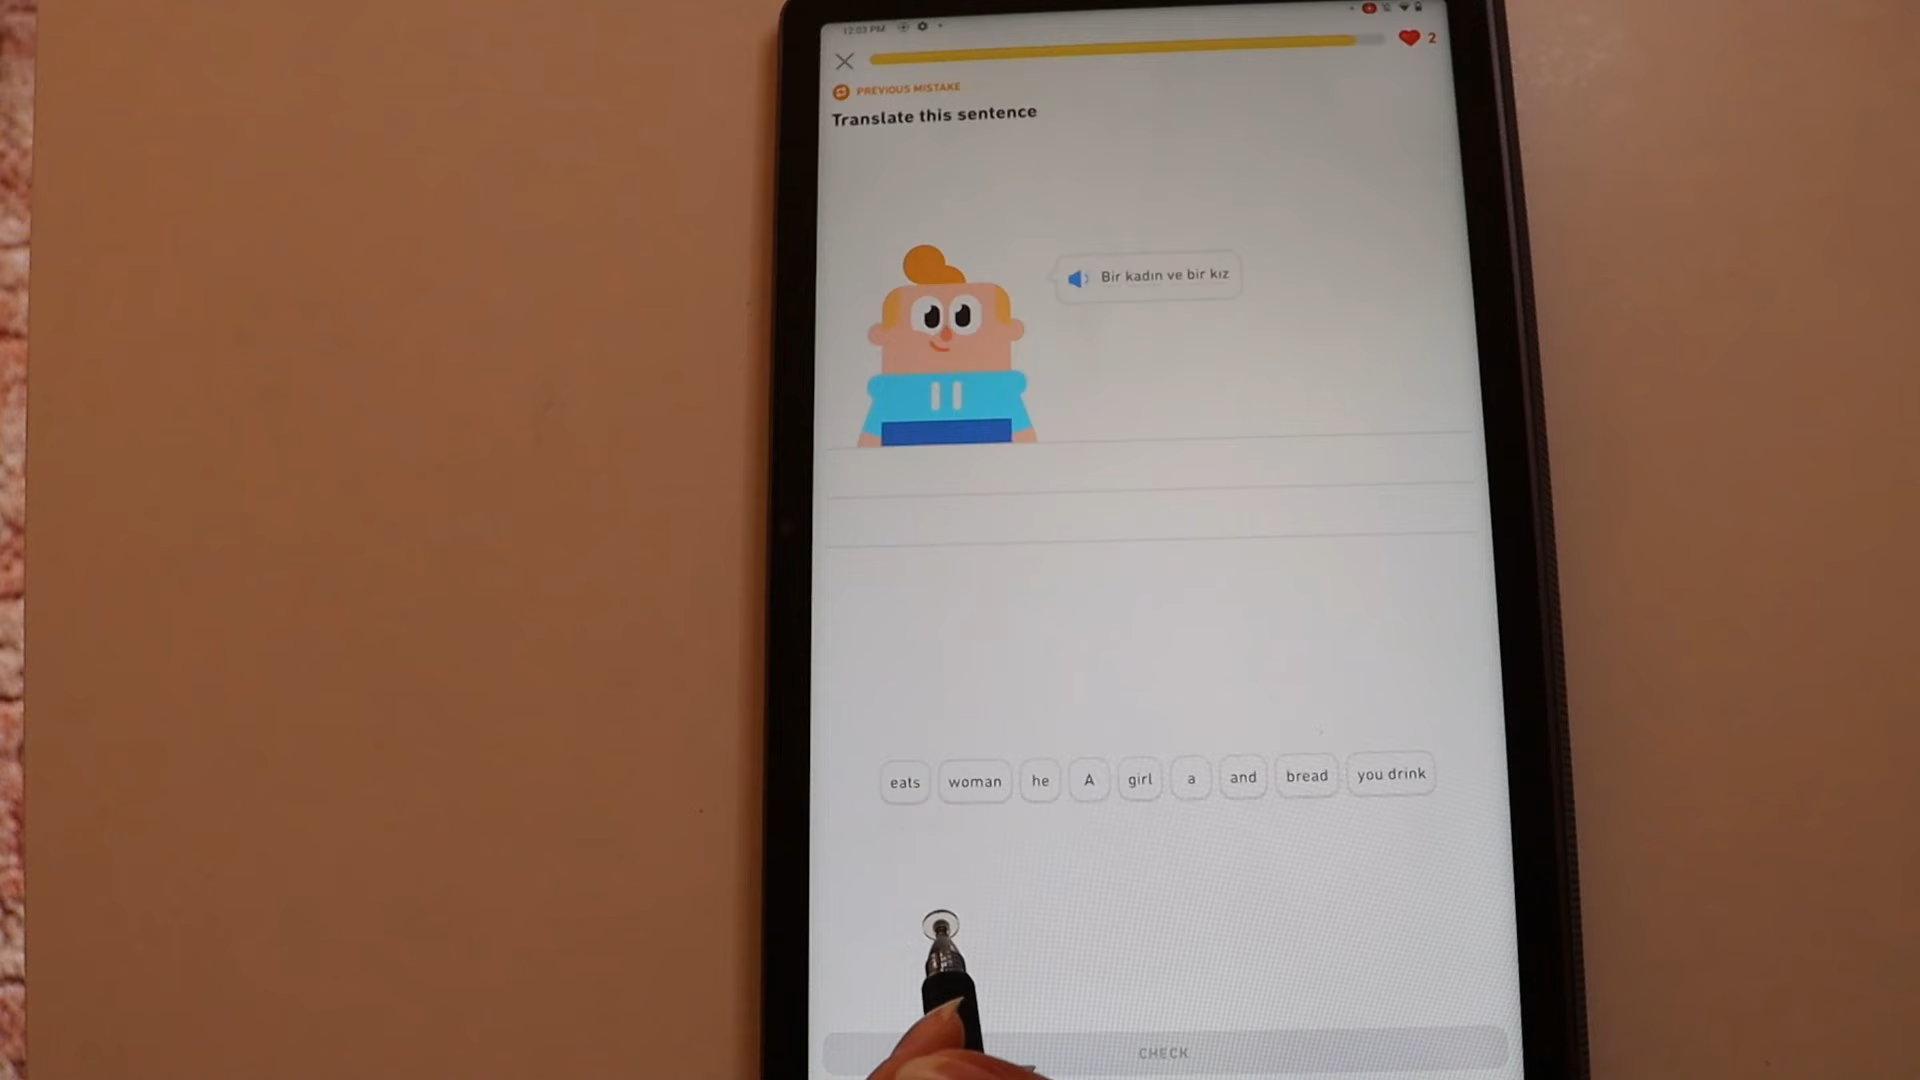 12:03 PM
2
PREVIOUS MISTAKE
Translate this sentence
Bir kadın ve bir kız
eats woman he A girl a and bread you drink
CHECK